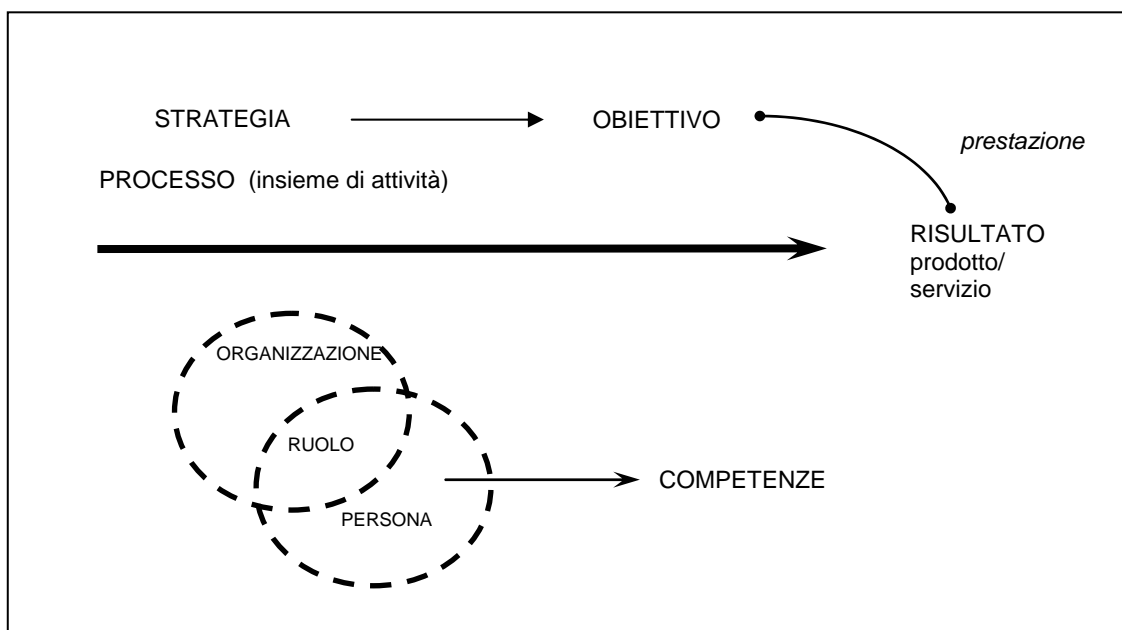 STRATEGIA
OBIETTIVO
prestazione
PROCESSO (insieme di attività)
RISULTATO
prodotto/
servizio
ORGANIZZAZIONE
RUOLO
COMPETENZE
PERSONA